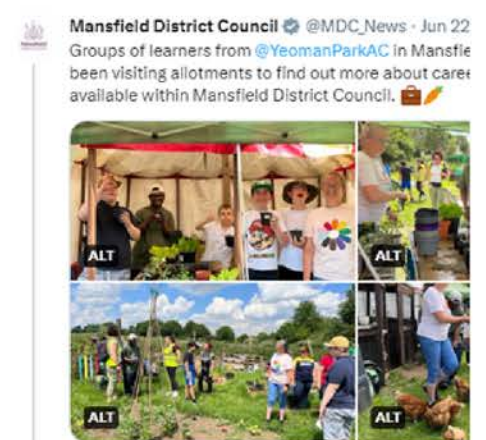 Mansfield District Council @MDC_News · Jun 22
Groups of learners from @YeomanParkAC in Mansfie
been visiting allotments to find out more about caree
available within Mansfield District Council.
ALT
ALT
ALT
ALT